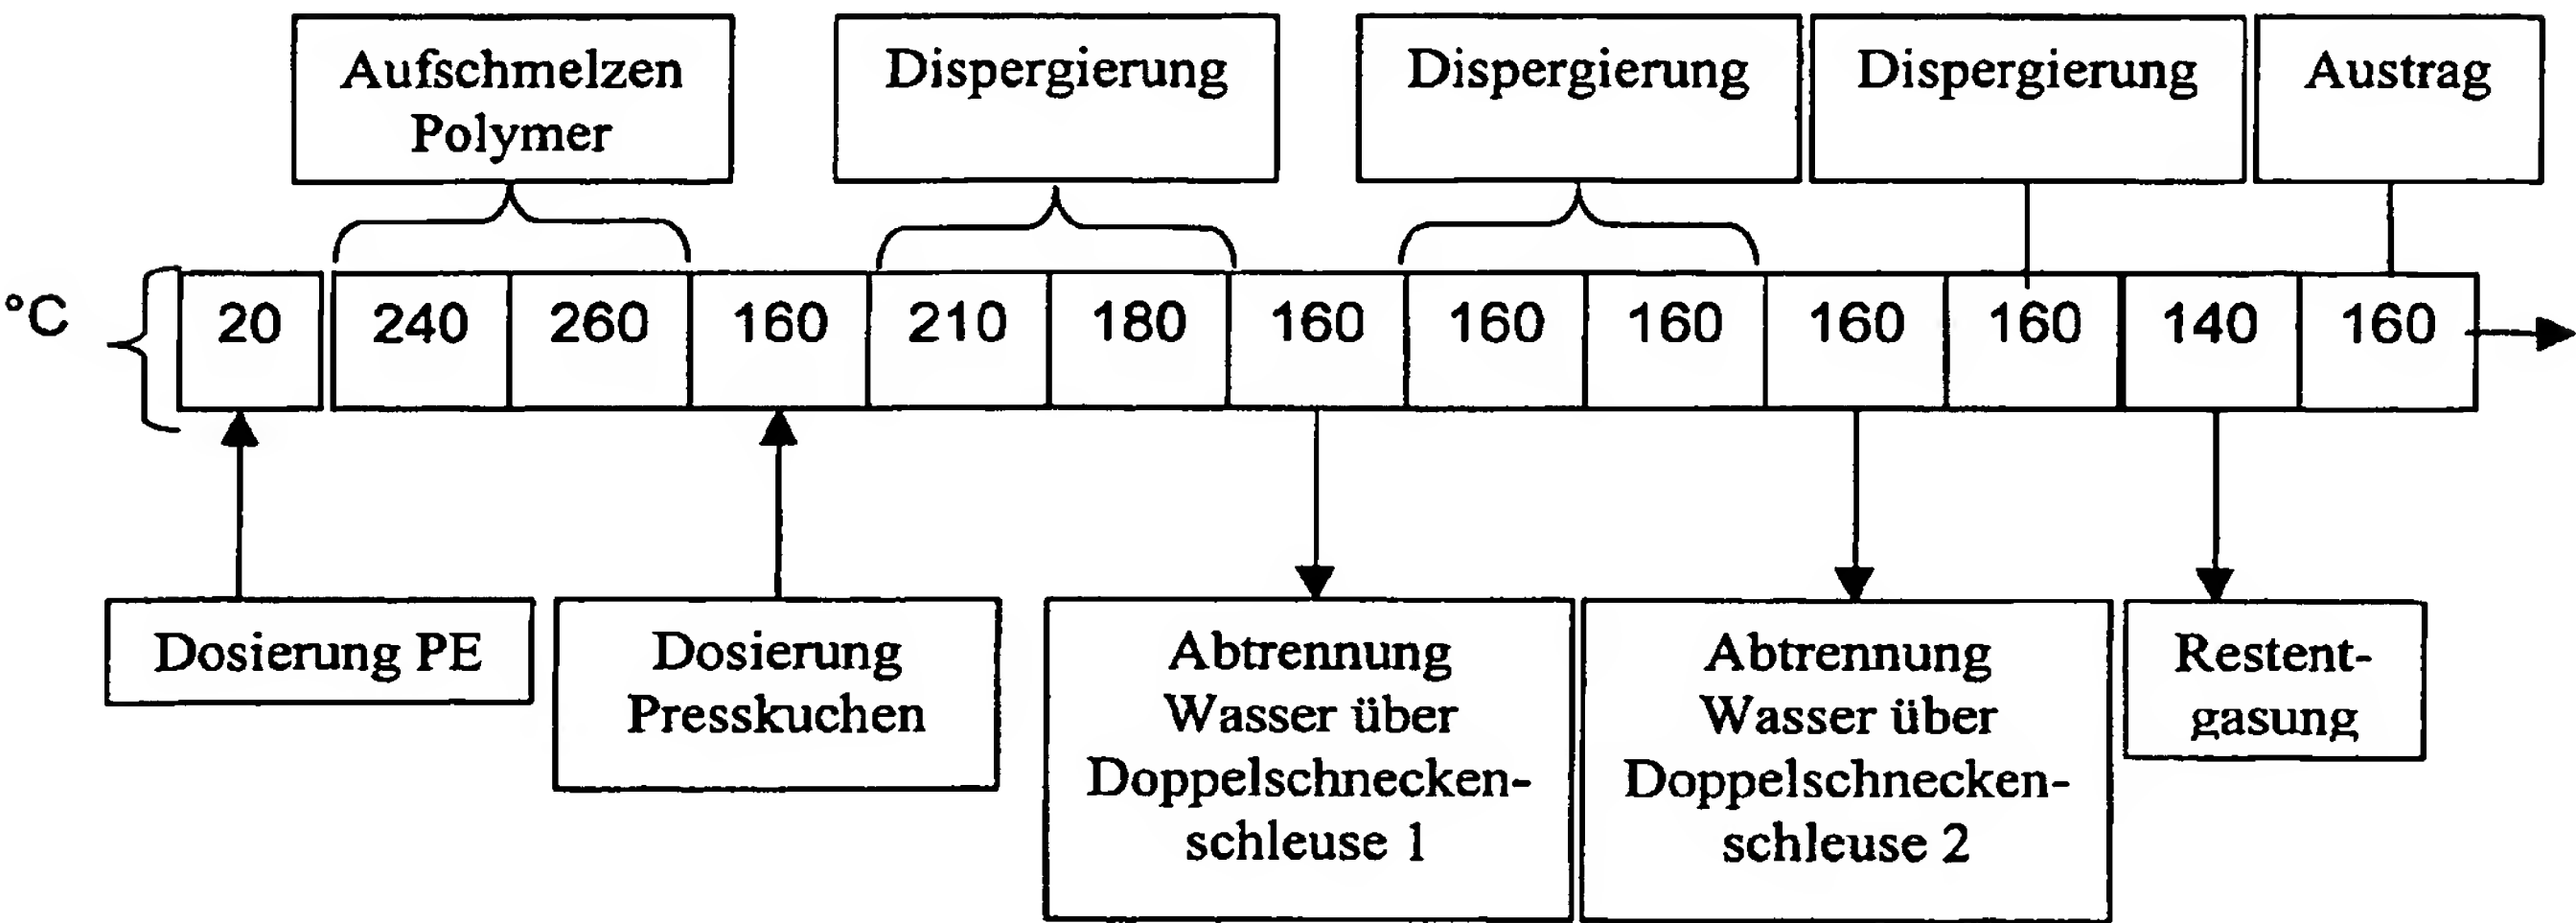 Aufschmelzen
Polymer
Dispergierung
Dispergierung
Dispergierung
Austrag
°C
20
240
260
160
210
180
160
160
160
160
160
140
160
Dosierung PE
Dosierung
Presskuchen
Abtrennung
Wasser über
Doppelschnecken-
schleuse 1
Abtrennung
Wasser über
Doppelschnecken-
schleuse 2
Restent-
gasung